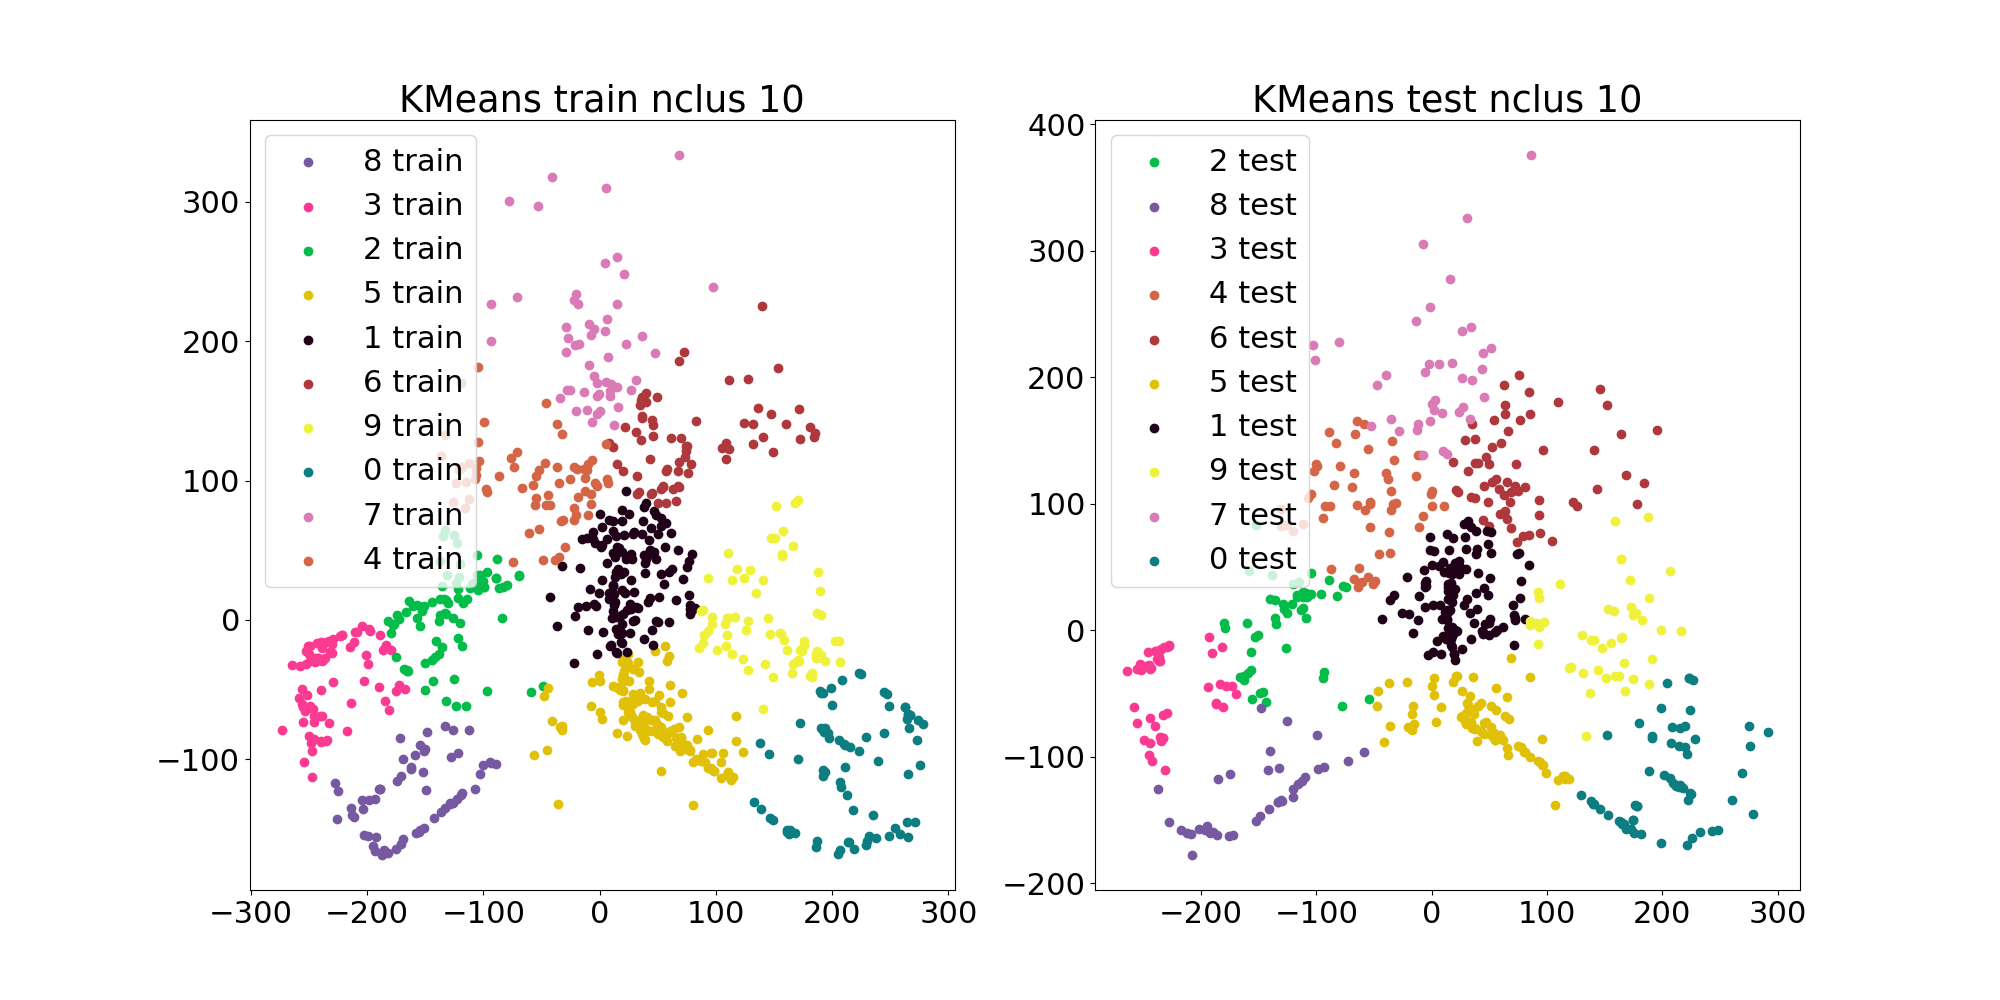 KMeans train nclus 10
8 train
3 train
2 train
5 train
1 train
6 train
9 train
0 train
7 train
4 train
300
200
100
0
−100
−300 −200 −100 0 100 200 300
KMeans test nclus 10
2 test
8 test
3 test
4 test
6 test
5 test
1 test
9 test
7 test
0 test
400
300
200
100
0
−100
−200
−200 −100 0 100 200 300